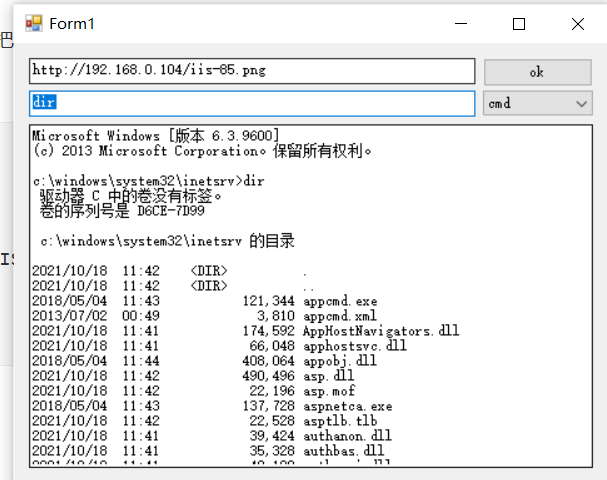 巴
Form1
http://192.168.0.104/iis-85.png
ok
dir
cmd
Microsoft Windows [版本 6.3.9600]
(c) 2013 Microsoft Corporation。保留所有权利。
c:\windows\system32\inetsrv>dir
驱动器 C 中的卷没有标签。
卷的序列号是 D6CE-7D99
c:\windows\system32\inetsrv 的目录
2021/10/18  11:42    <DIR>          .
2021/10/18  11:42    <DIR>          ..
2018/05/04  11:43           121,344 appcmd.exe
2013/07/02  00:49             3,810 appcmd.xml
2021/10/18  11:41           174,592 AppHostNavigators.dll
2021/10/18  11:41            66,048 apphostsvc.dll
2018/05/04  11:44           408,064 appobj.dll
2021/10/18  11:42           490,496 asp.dll
2021/10/18  11:42            22,196 asp.mof
2018/05/04  11:43           137,728 aspnetca.exe
2021/10/18  11:42            22,528 asptlb.tlb
2021/10/18  11:41            39,424 authanon.dll
2021/10/18  11:41            35,328 authbas.dll